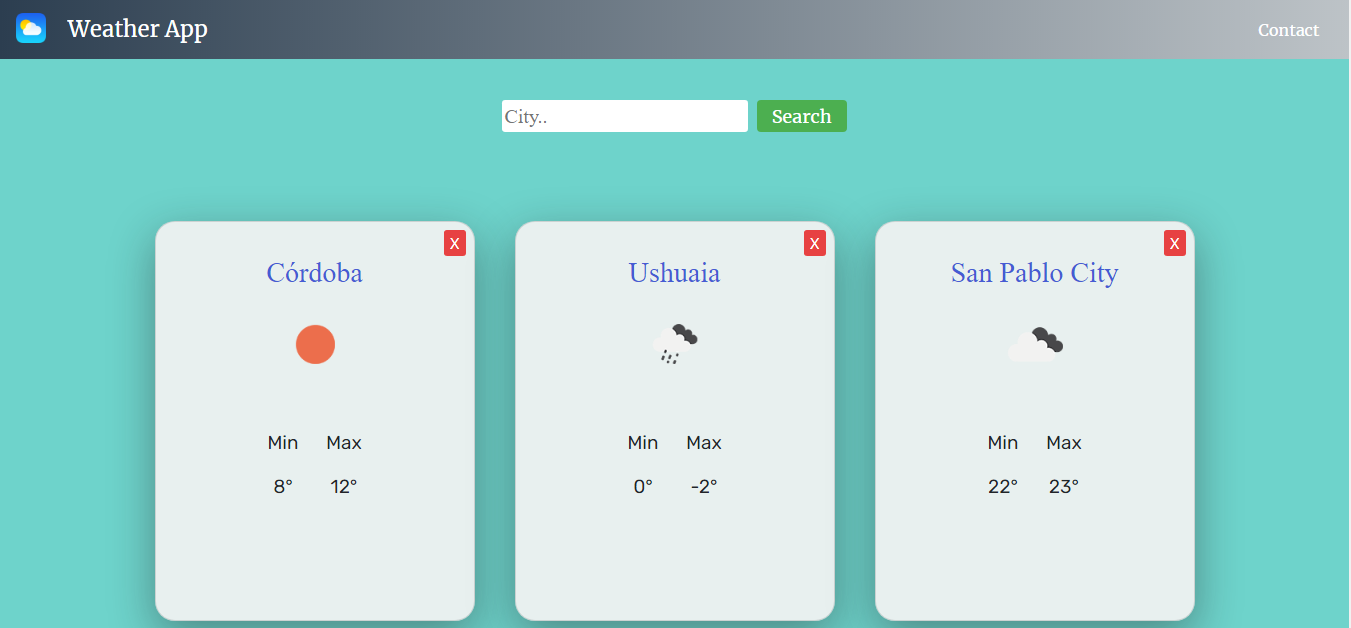 Weather App
Contact
City..
Search
X
Córdoba
Min Max
8° 12°
X
Ushuaia
Min Max
0° -2°
X
San Pablo City
Min Max
22° 23°